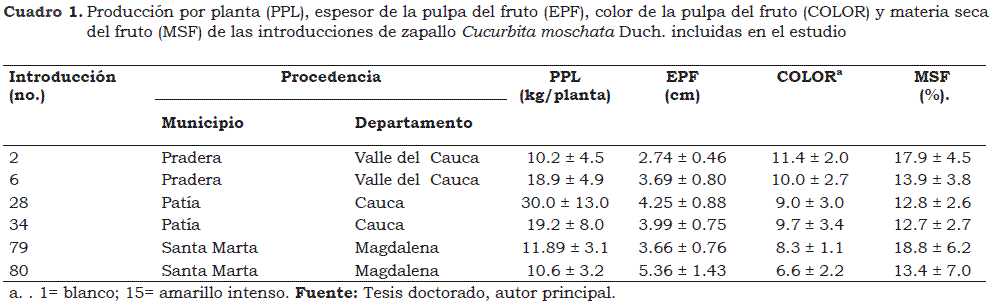 Cuadro 1. Producción por planta (PPL), espesor de la pulpa del fruto (EPF), color de la pulpa del fruto (COLOR) y materia seca
del fruto (MSF) de las introducciones de zapallo Cucurbita moschata Duch. incluidas en el estudio
Introducción Procedencia PPL EPF COLORª MSF
(no.) (kg/planta) (cm) (%).
Municipio Departamento
2 Pradera Valle del Cauca 10.2 ± 4.5 2.74 ± 0.46 11.4 ± 2.0 17.9 ± 4.5
6 Pradera Valle del Cauca 18.9 ± 4.9 3.69 ± 0.80 10.0 ± 2.7 13.9 ± 3.8
28 Patía Cauca 30.0 ± 13.0 4.25 ± 0.88 9.0 ± 3.0 12.8 ± 2.6
34 Patía Cauca 19.2 ± 8.0 3.99 ± 0.75 9.7 ± 3.4 12.7 ± 2.7
79 Santa Marta Magdalena 11.89 ± 3.1 3.66 ± 0.76 8.3 ± 1.1 18.8 ± 6.2
80 Santa Marta Magdalena 10.6 ± 3.2 5.36 ± 1.43 6.6 ± 2.2 13.4 ± 7.0
a. . 1= blanco; 15= amarillo intenso. Fuente: Tesis doctorado, autor principal.